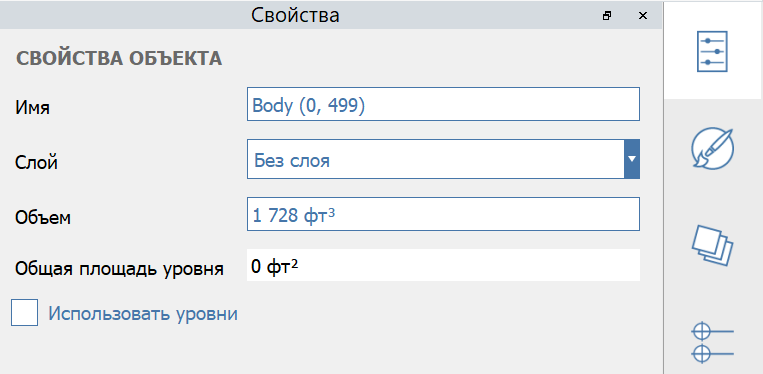 Свойства
СВОЙСТВА ОБЪЕКТА
Имя Body (0, 499)
Слой Без слоя
Объем 1 728 фт³
Общая площадь уровня 0 фт²
Использовать уровни